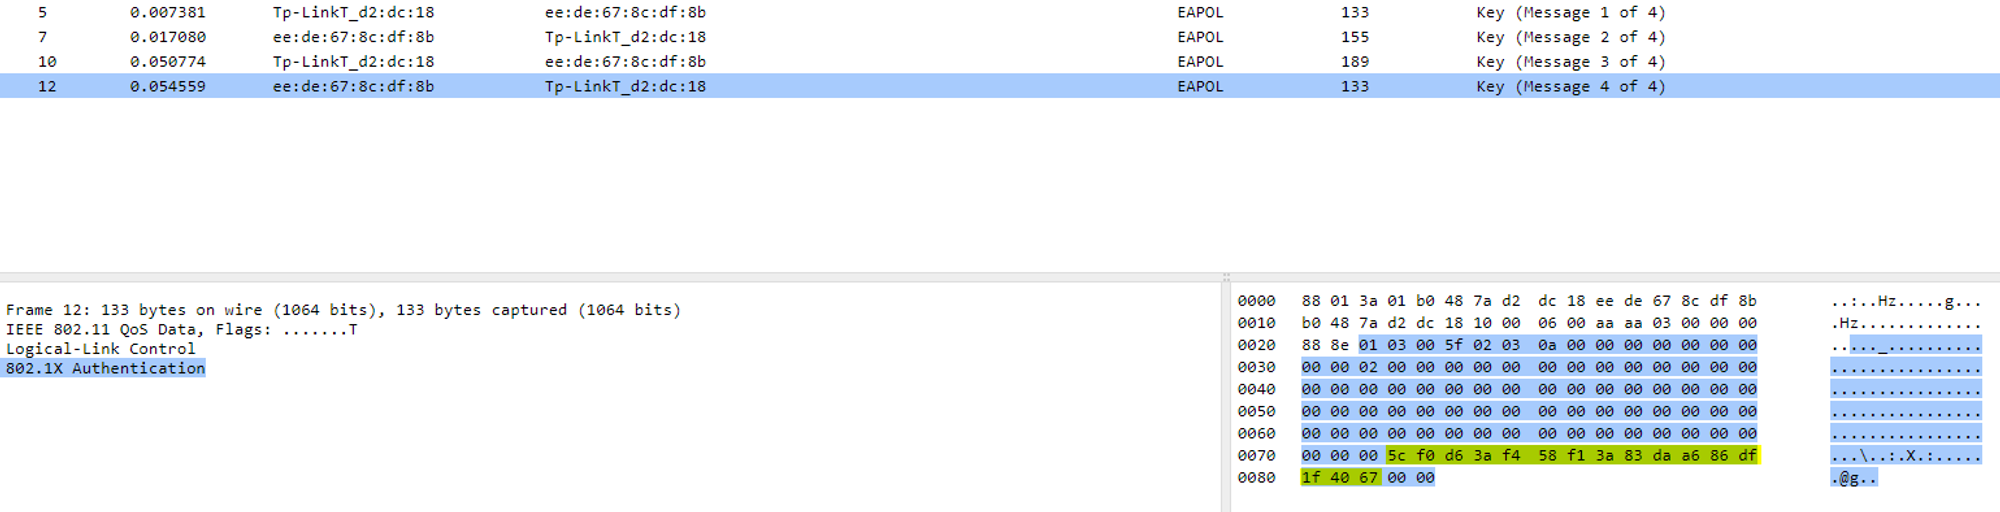 5 0.007381 Tp-LinkT_d2:dc:18 ee:de:67:8c:df:8b EAPOL 133 Key (Message 1 of 4)
7 0.017080 ee:de:67:8c:df:8b Tp-LinkT_d2:dc:18 EAPOL 155 Key (Message 2 of 4)
10 0.050774 Tp-LinkT_d2:dc:18 ee:de:67:8c:df:8b EAPOL 189 Key (Message 3 of 4)
12 0.054559 ee:de:67:8c:df:8b Tp-LinkT_d2:dc:18 EAPOL 133 Key (Message 4 of 4)
Frame 12: 133 bytes on wire (1064 bits), 133 bytes captured (1064 bits)
IEEE 802.11 QoS Data, Flags: .......T
Logical-Link Control
802.1X Authentication
0000 88 01 3a 01 b0 48 7a d2 dc 18 ee de 67 8c df 8b ..:..Hz.....g...
0010 b0 48 7a d2 dc 18 10 00 06 00 aa aa 03 00 00 00 .Hz.............
0020 88 8e 01 03 00 5f 02 03 0a 00 00 00 00 00 00 00 ....._..........
0030 00 00 02 00 00 00 00 00 00 00 00 00 00 00 00 00 ................
0040 00 00 00 00 00 00 00 00 00 00 00 00 00 00 00 00 ................
0050 00 00 00 00 00 00 00 00 00 00 00 00 00 00 00 00 ................
0060 00 00 00 00 00 00 00 00 00 00 00 00 00 00 00 00 ................
0070 00 00 00 5c f0 d6 3a f4 58 f1 3a 83 da a6 86 df ...\..:.X.:.....
0080 1f 40 67 00 00 .@g..